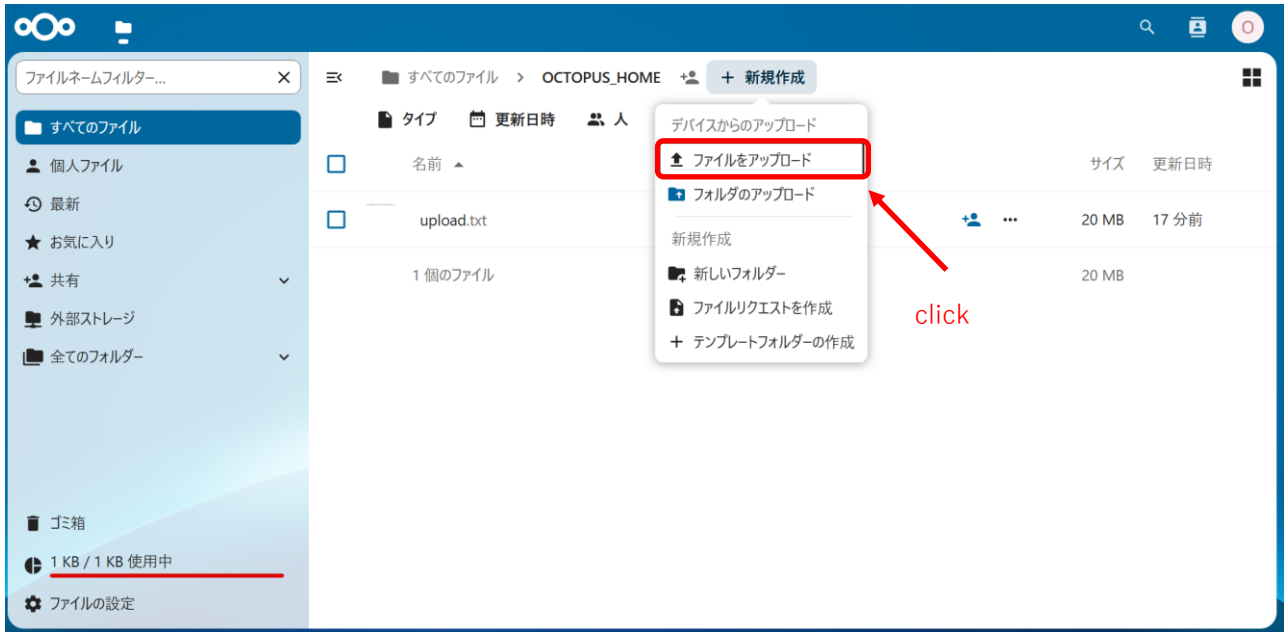 O
ファイルネームフィルター...
すべてのファイル > OCTOPUS_HOME + 新規作成
すべてのファイル
タイプ 更新日時 人
デバイスからのアップロード
個人ファイル
名前
ファイルをアップロード
サイズ 更新日時
フォルダのアップロード
最新
upload.txt
20 MB 17 分前
お気に入り
新規作成
共有
1 個のファイル
新しいフォルダー
20 MB
外部ストレージ
ファイルリクエストを作成
click
全てのフォルダー
テンプレートフォルダーの作成
ゴミ箱
1 KB / 1 KB 使用中
ファイルの設定